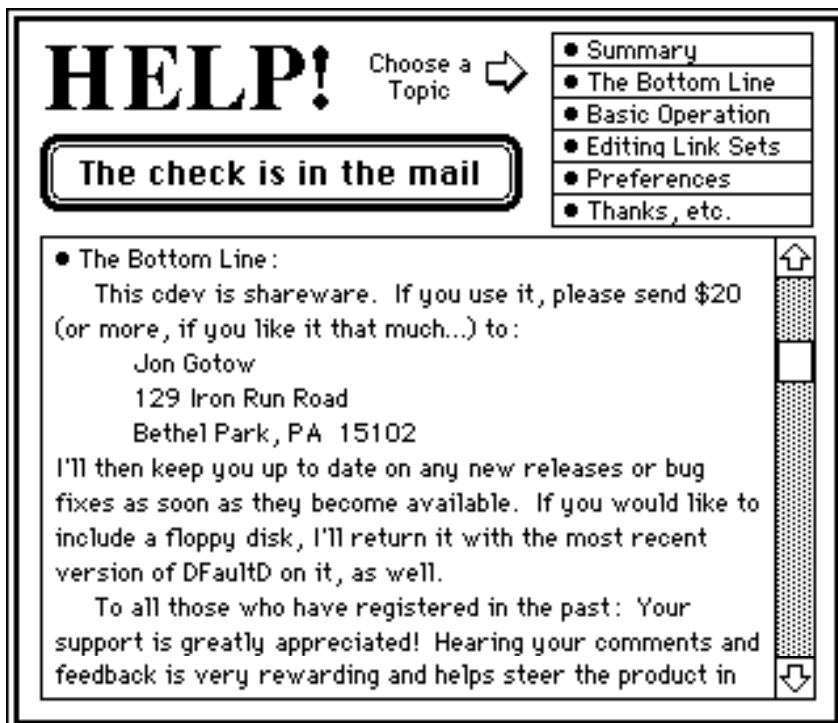 HELP!
Choose a
Topic
• Summary
• The Bottom Line
• Basic Operation
• Editing Link Sets
• Preferences
• Thanks, etc.
The check is in the mail
• The Bottom Line:
This cdev is shareware. If you use it, please send $20
(or more, if you like it that much...) to:
Jon Gotow
129 Iron Run Road
Bethel Park, PA 15102
I'll then keep you up to date on any new releases or bug
fixes as soon as they become available. If you would like to
include a floppy disk, I'll return it with the most recent
version of DFaultD on it, as well.
To all those who have registered in the past: Your
support is greatly appreciated! Hearing your comments and
feedback is very rewarding and helps steer the product in